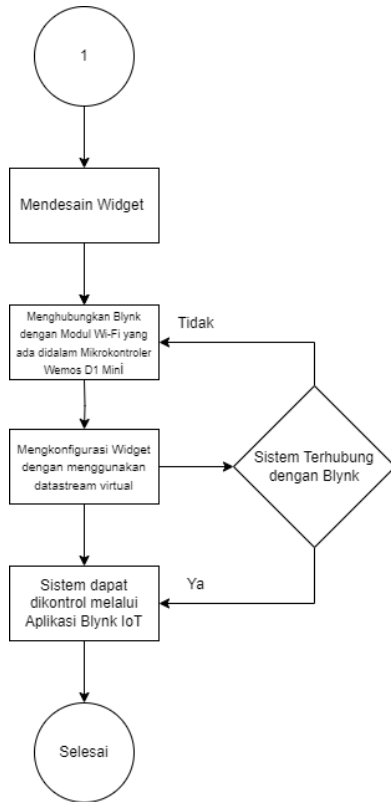 1
Mendesain Widget
Menghubungkan Blynk
dengan Modul Wi-Fi yang
ada didalam Mikrokontroler
Wemos D1 Minİ
Tidak
Mengkonfigurasi Widget
dengan menggunakan
datastream virtual
Sistem Terhubung
dengan Blynk
Sistem dapat
dikontrol melalui
Aplikasi Blynk IoT
Ya
Selesai